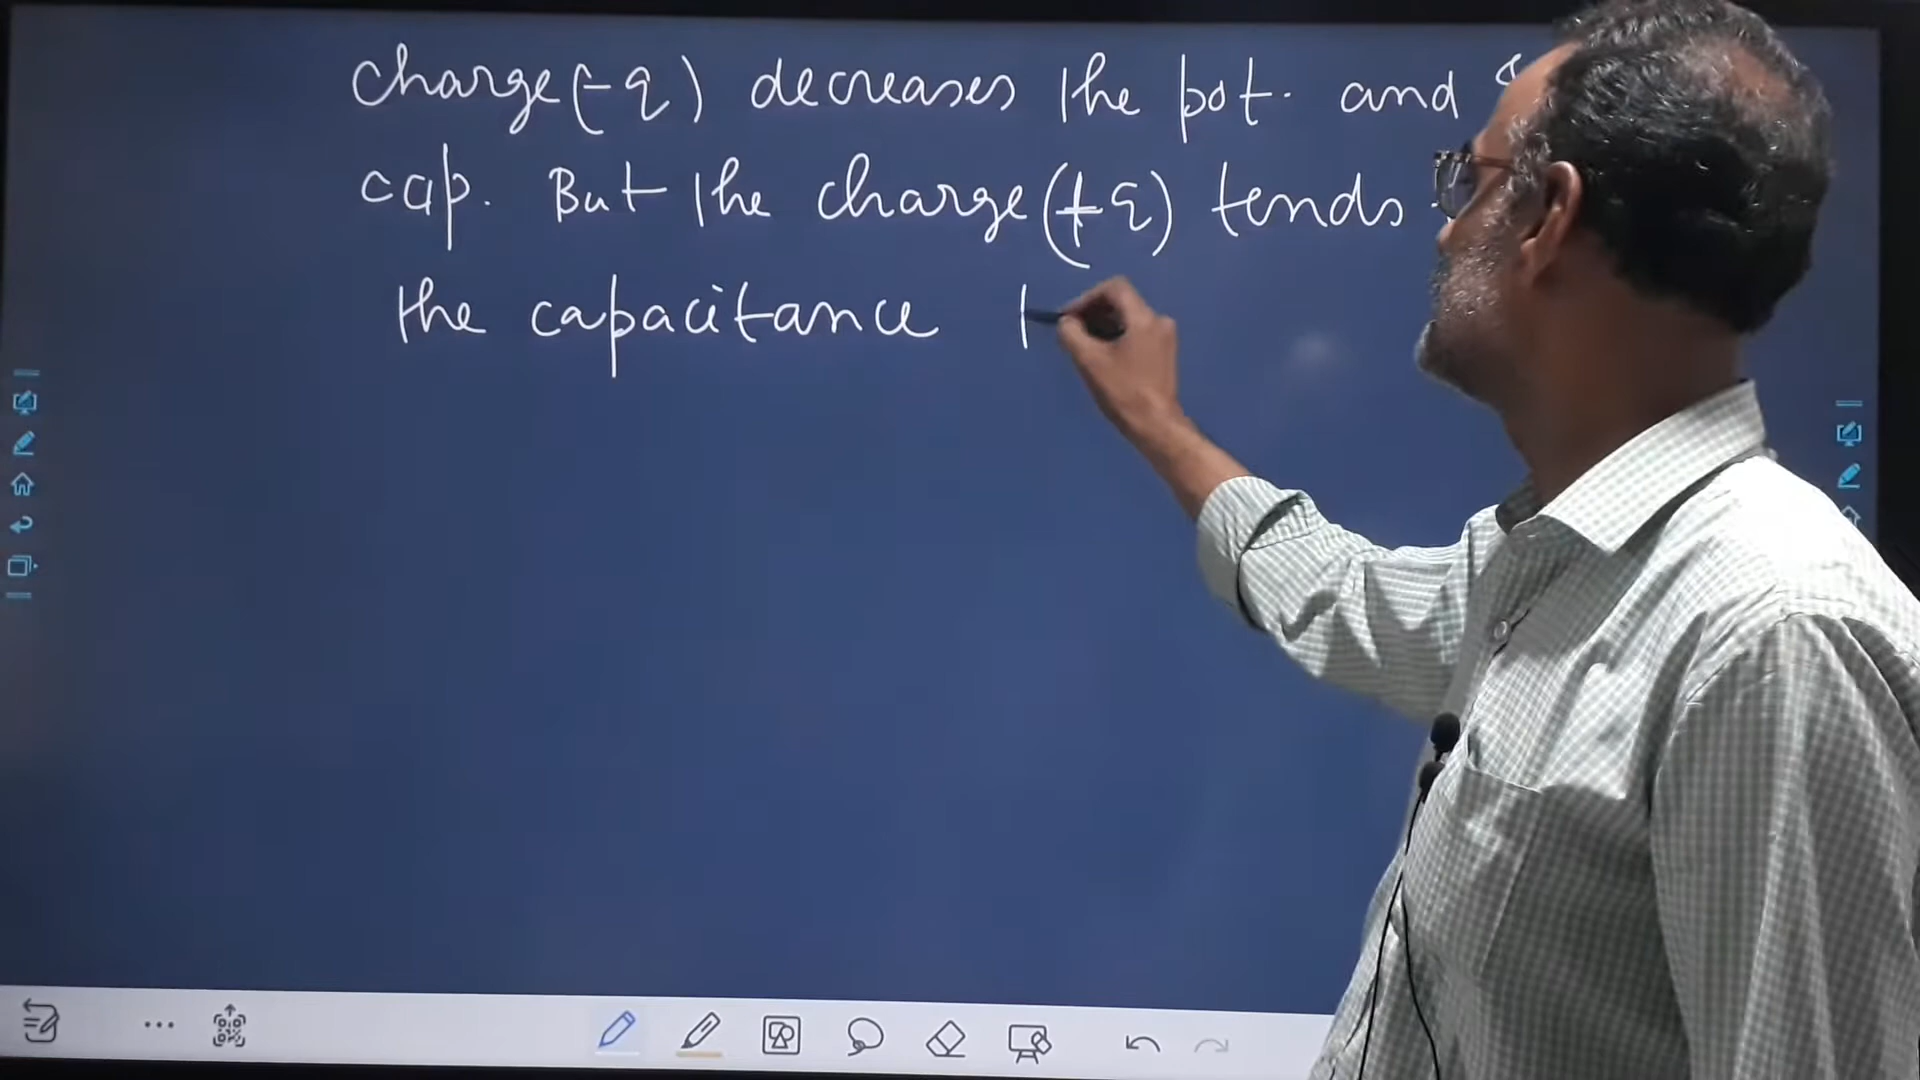 charge(-q) decreases the pot. and
cap. But the charge(+q) tends
the capacitance